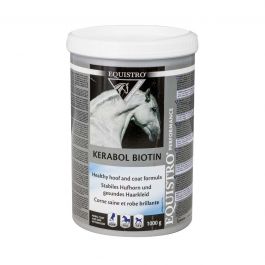 EQUISTRO®
KERABOL BIOTIN
Healthy hoof and coat formula
Stabiles Hufhorn und
gesundes Haarkleid
Corne saine et robe brillante
1000 g
EQUISTRO®
PERFORMANCE